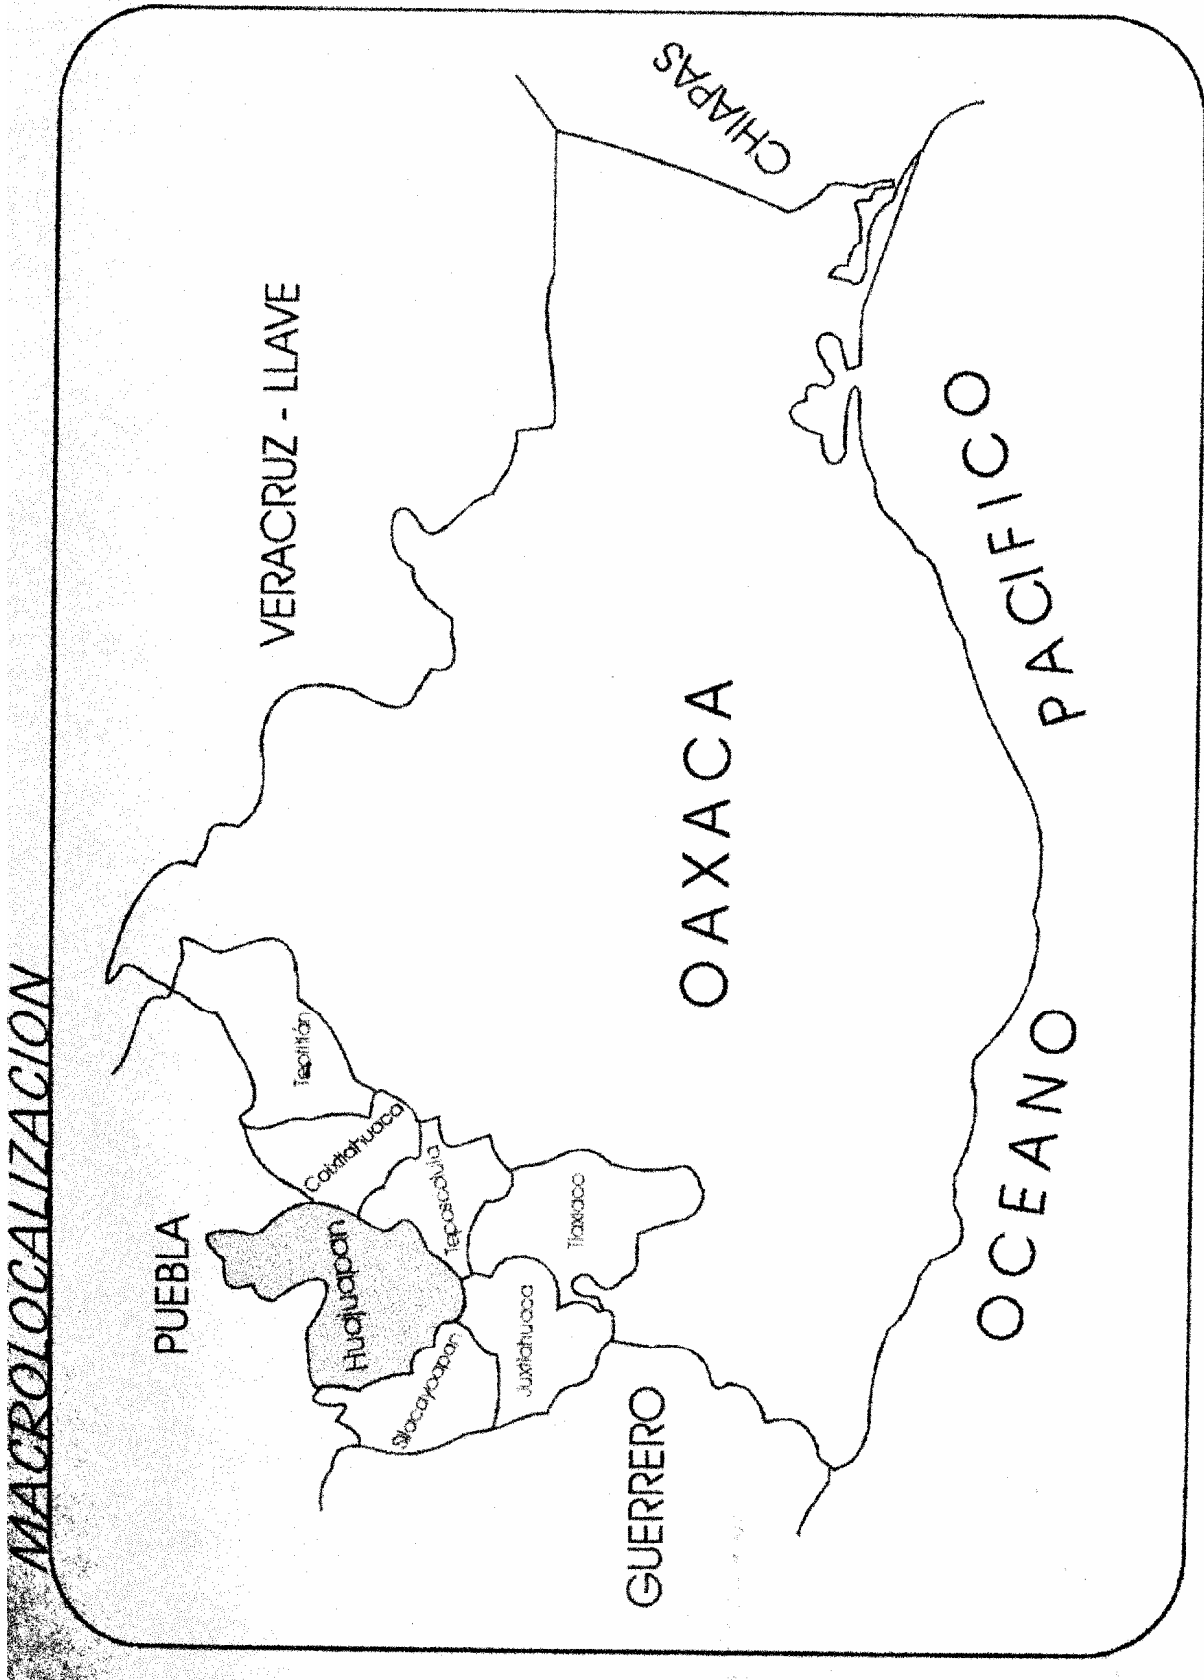 MACROLOCALIZACION
PUEBLA
VERACRUZ - LLAVE
Teotitlán
Coixtlahuaca
Huajuapan
Silacayoapan
Teposcolula
Juxtlahuaca
Tlaxiaco
GUERRERO
OAXACA
CHIAPAS
OCEANO PACIFICO